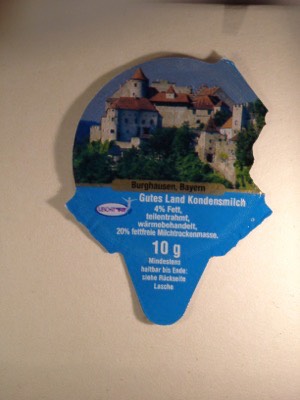 Burghausen, Bayern
Gutes Land Kondensmilch
4% Fett,
teilentrahmt,
wärmebehandelt,
20% fettfreie Milchtrockenmasse.
10 g
Mindestens
haltbar bis Ende:
siehe Rückseite
Lasche